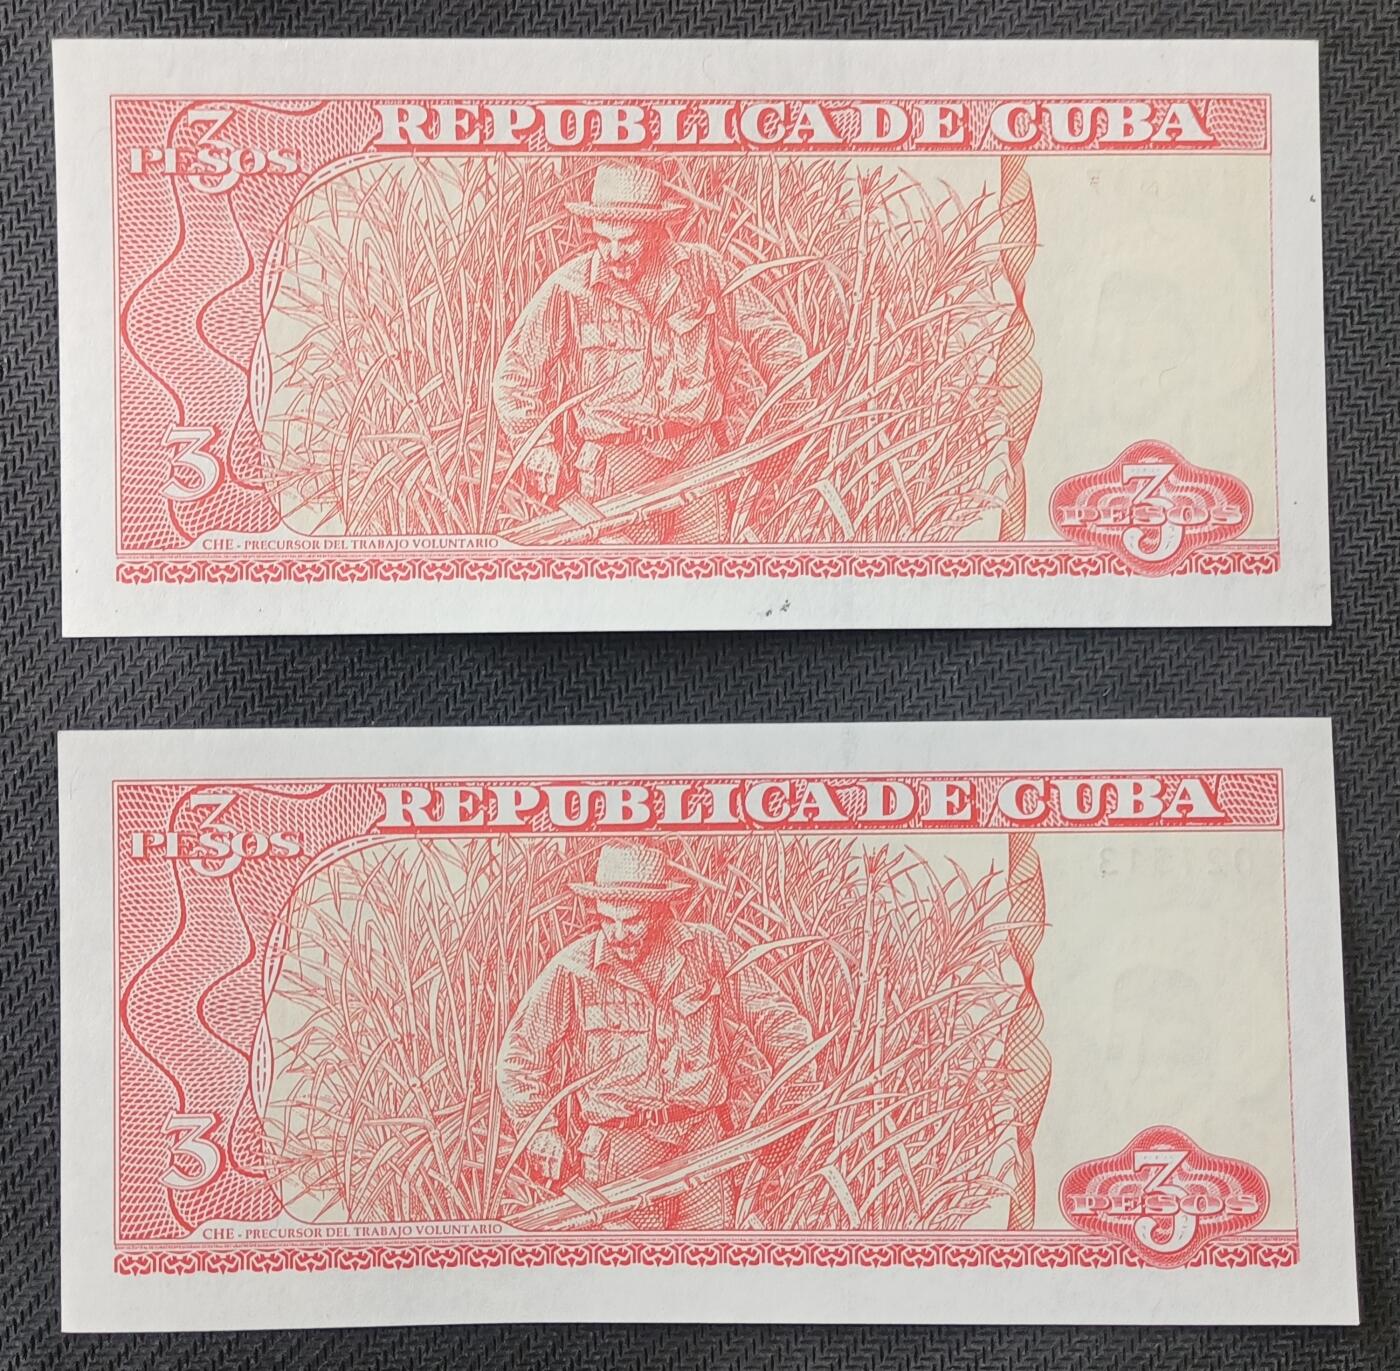 REPUBLICA DE CUBA
3
PESOS
3
CHE - PRECURSOR DEL TRABAJO VOLUNTARIO
3
PESOS
REPUBLICA DE CUBA
3
PESOS
3
CHE - PRECURSOR DEL TRABAJO VOLUNTARIO
3
PESOS